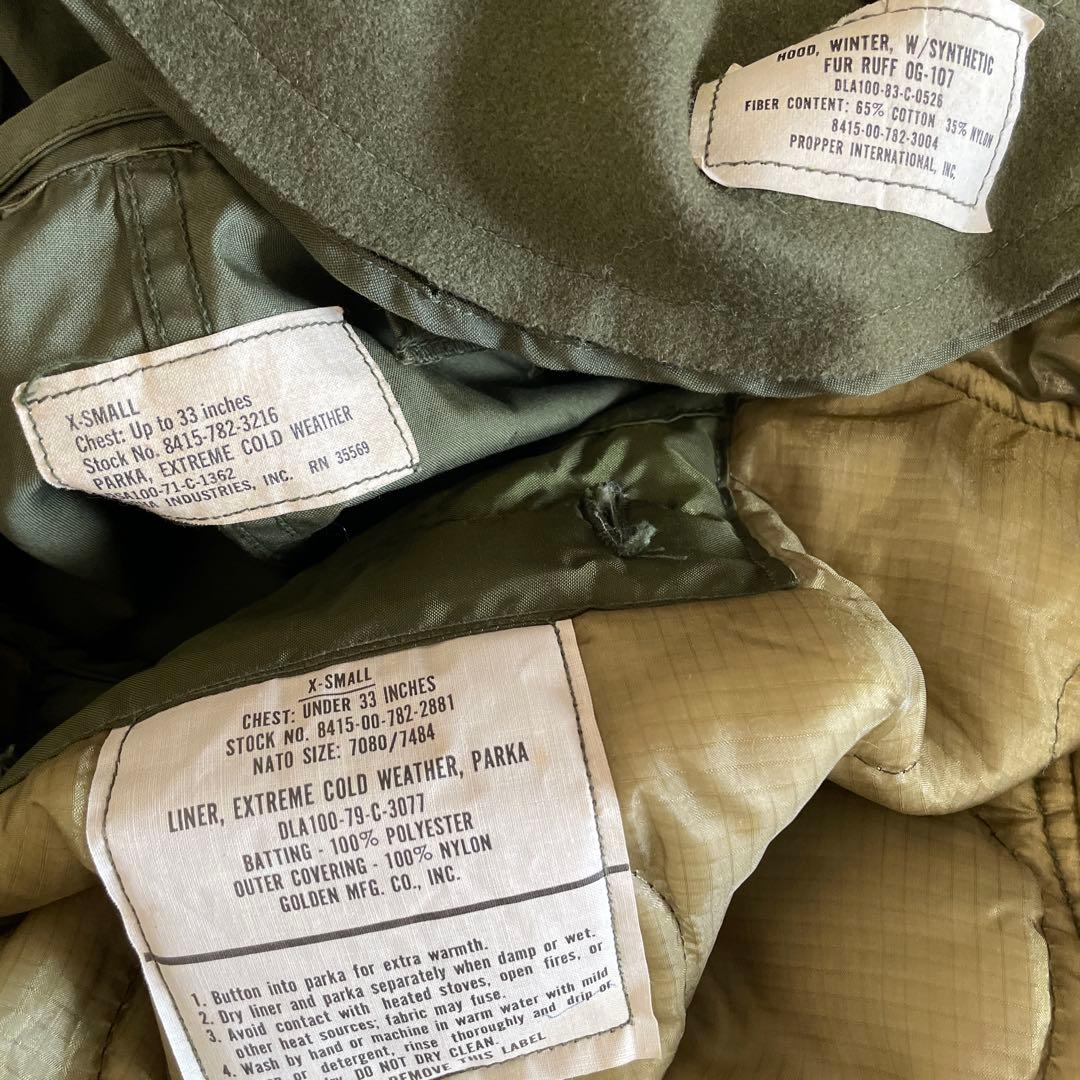 HOOD, WINTER, W/SYNTHETIC
FUR RUFF OG-107
DLA100-83-C-0526
FIBER CONTENT: 65% COTTON 35% NYLON
8415-00-782-3004
PROPPER INTERNATIONAL, INC.
X-SMALL
Chest: Up to 33 inches
Stock No. 8415-782-3216
PARKA, EXTREME COLD WEATHER
SA100-71-C-1362
INDUSTRIES, INC. RN 35569
X-SMALL
CHEST: UNDER 33 INCHES
STOCK NO. 8415-00-782-2881
NATO SIZE: 7080/7484
LINER, EXTREME COLD WEATHER, PARKA
DLA100-79-C-3077
BATTING - 100% POLYESTER
OUTER COVERING - 100% NYLON
GOLDEN MFG. CO., INC.
1. Button into parka for extra warmth.
2. Dry liner and parka separately when damp or wet.
3. Avoid contact with heated stoves, open fires, or
other heat sources; fabric may fuse.
4. Wash by hand or machine in warm water with mild
or detergent, rinse thoroughly and drip or
DO NOT DRY CLEAN.
REMOVE THIS LABEL